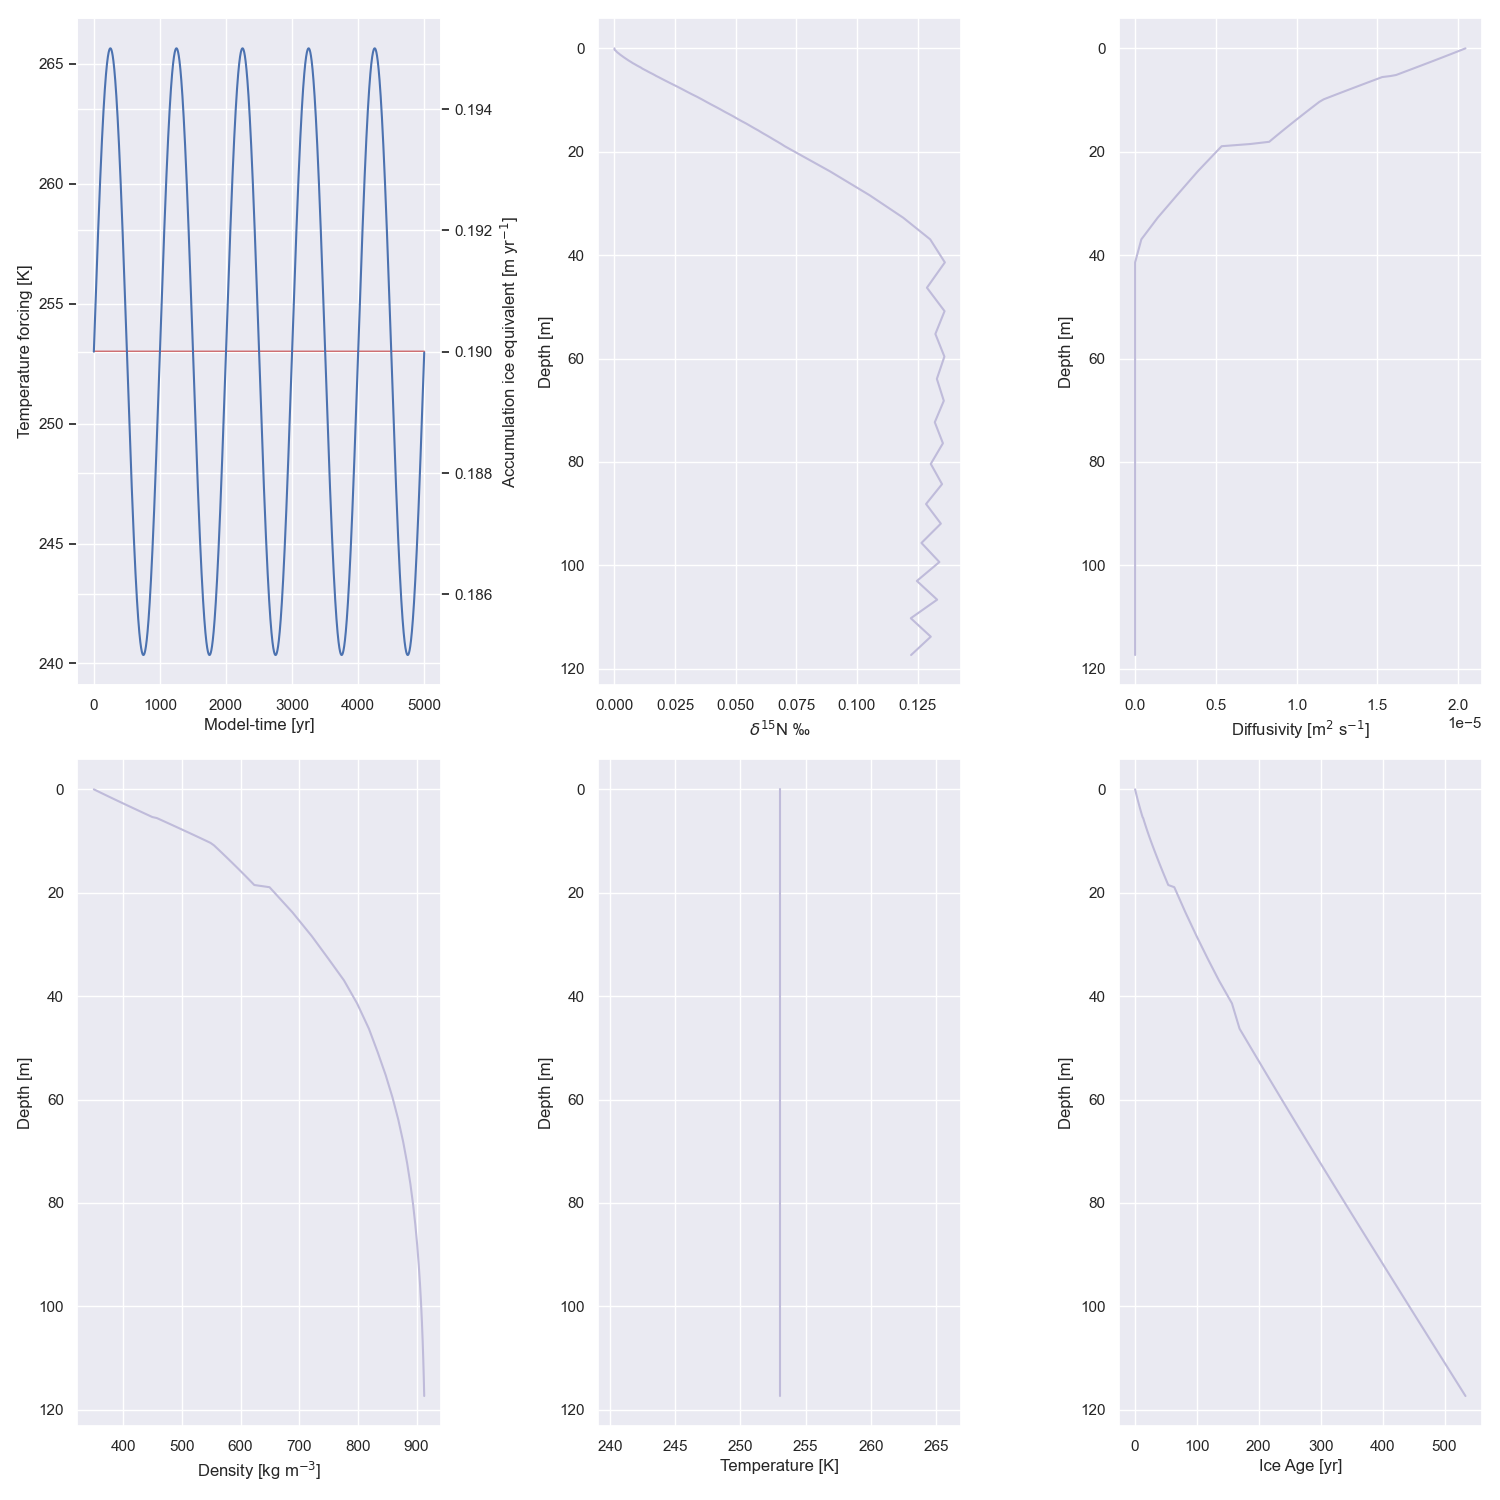 265
260
255
250
245
240
Temperature forcing [K]
0.194
0.192
0.190
0.188
0.186
Accumulation ice equivalent [m yr⁻¹]
0 1000 2000 3000 4000 5000
Model-time [yr]
0
20
40
60
80
100
120
Depth [m]
0.000 0.025 0.050 0.075 0.100 0.125
δ¹⁵N ‰
0
20
40
60
80
100
120
Depth [m]
0.0 0.5 1.0 1.5 2.0
1e−5
Diffusivity [m² s⁻¹]
0
20
40
60
80
100
120
Depth [m]
400 500 600 700 800 900
Density [kg m⁻³]
0
20
40
60
80
100
120
Depth [m]
240 245 250 255 260 265
Temperature [K]
0
20
40
60
80
100
120
Depth [m]
0 100 200 300 400 500
Ice Age [yr]